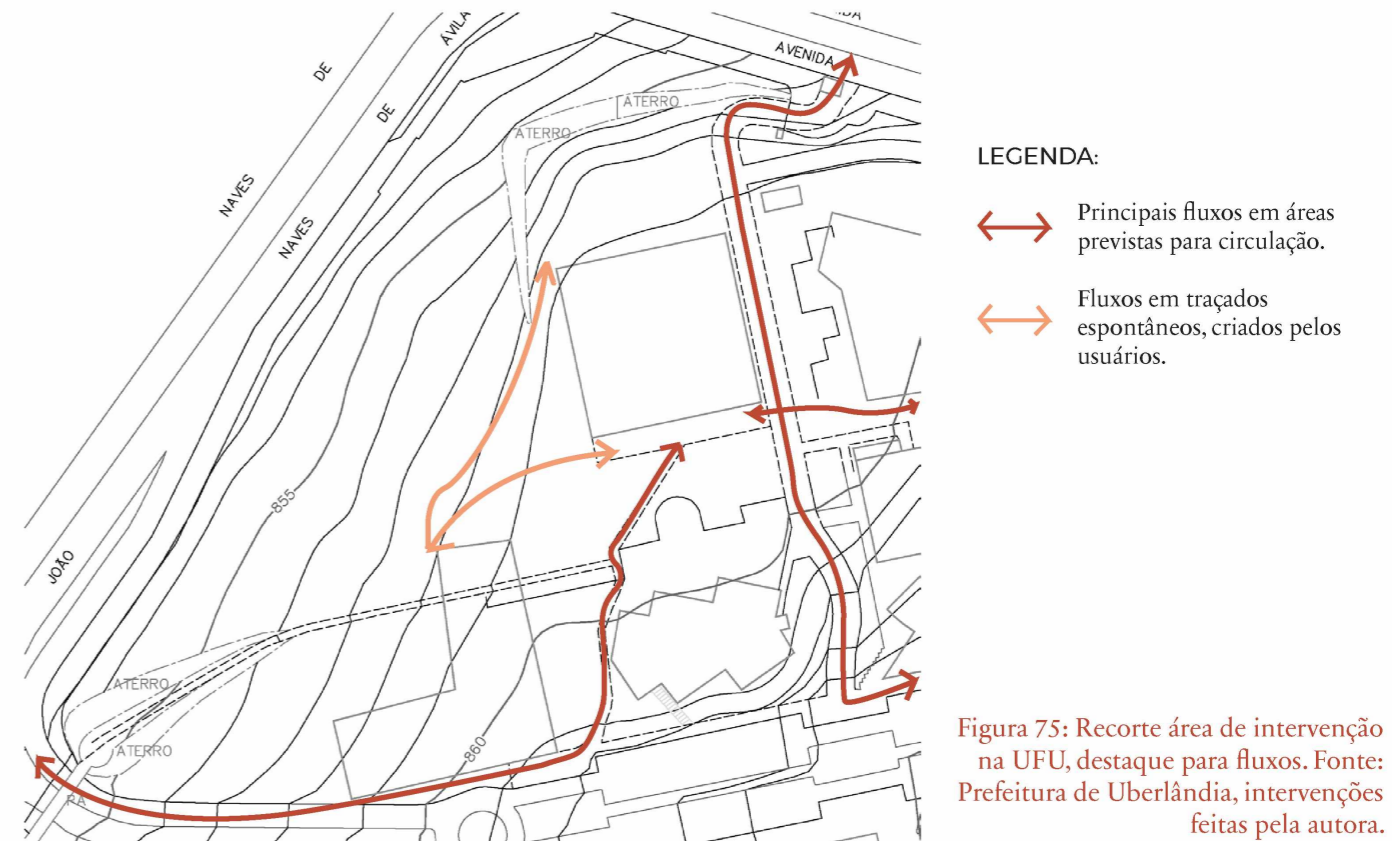 IDA
AVENIDA
ÁVILA
DE
DE
NAVES
NAVES
JOÃO
ATERRO
ATERRO
855
ATERRO
ATERRO
860
LEGENDA:
Principais fluxos em áreas
previstas para circulação.
Fluxos em traçados
espontâneos, criados pelos
usuários.
Figura 75: Recorte área de intervenção
na UFU, destaque para fluxos. Fonte:
Prefeitura de Uberlândia, intervenções
feitas pela autora.